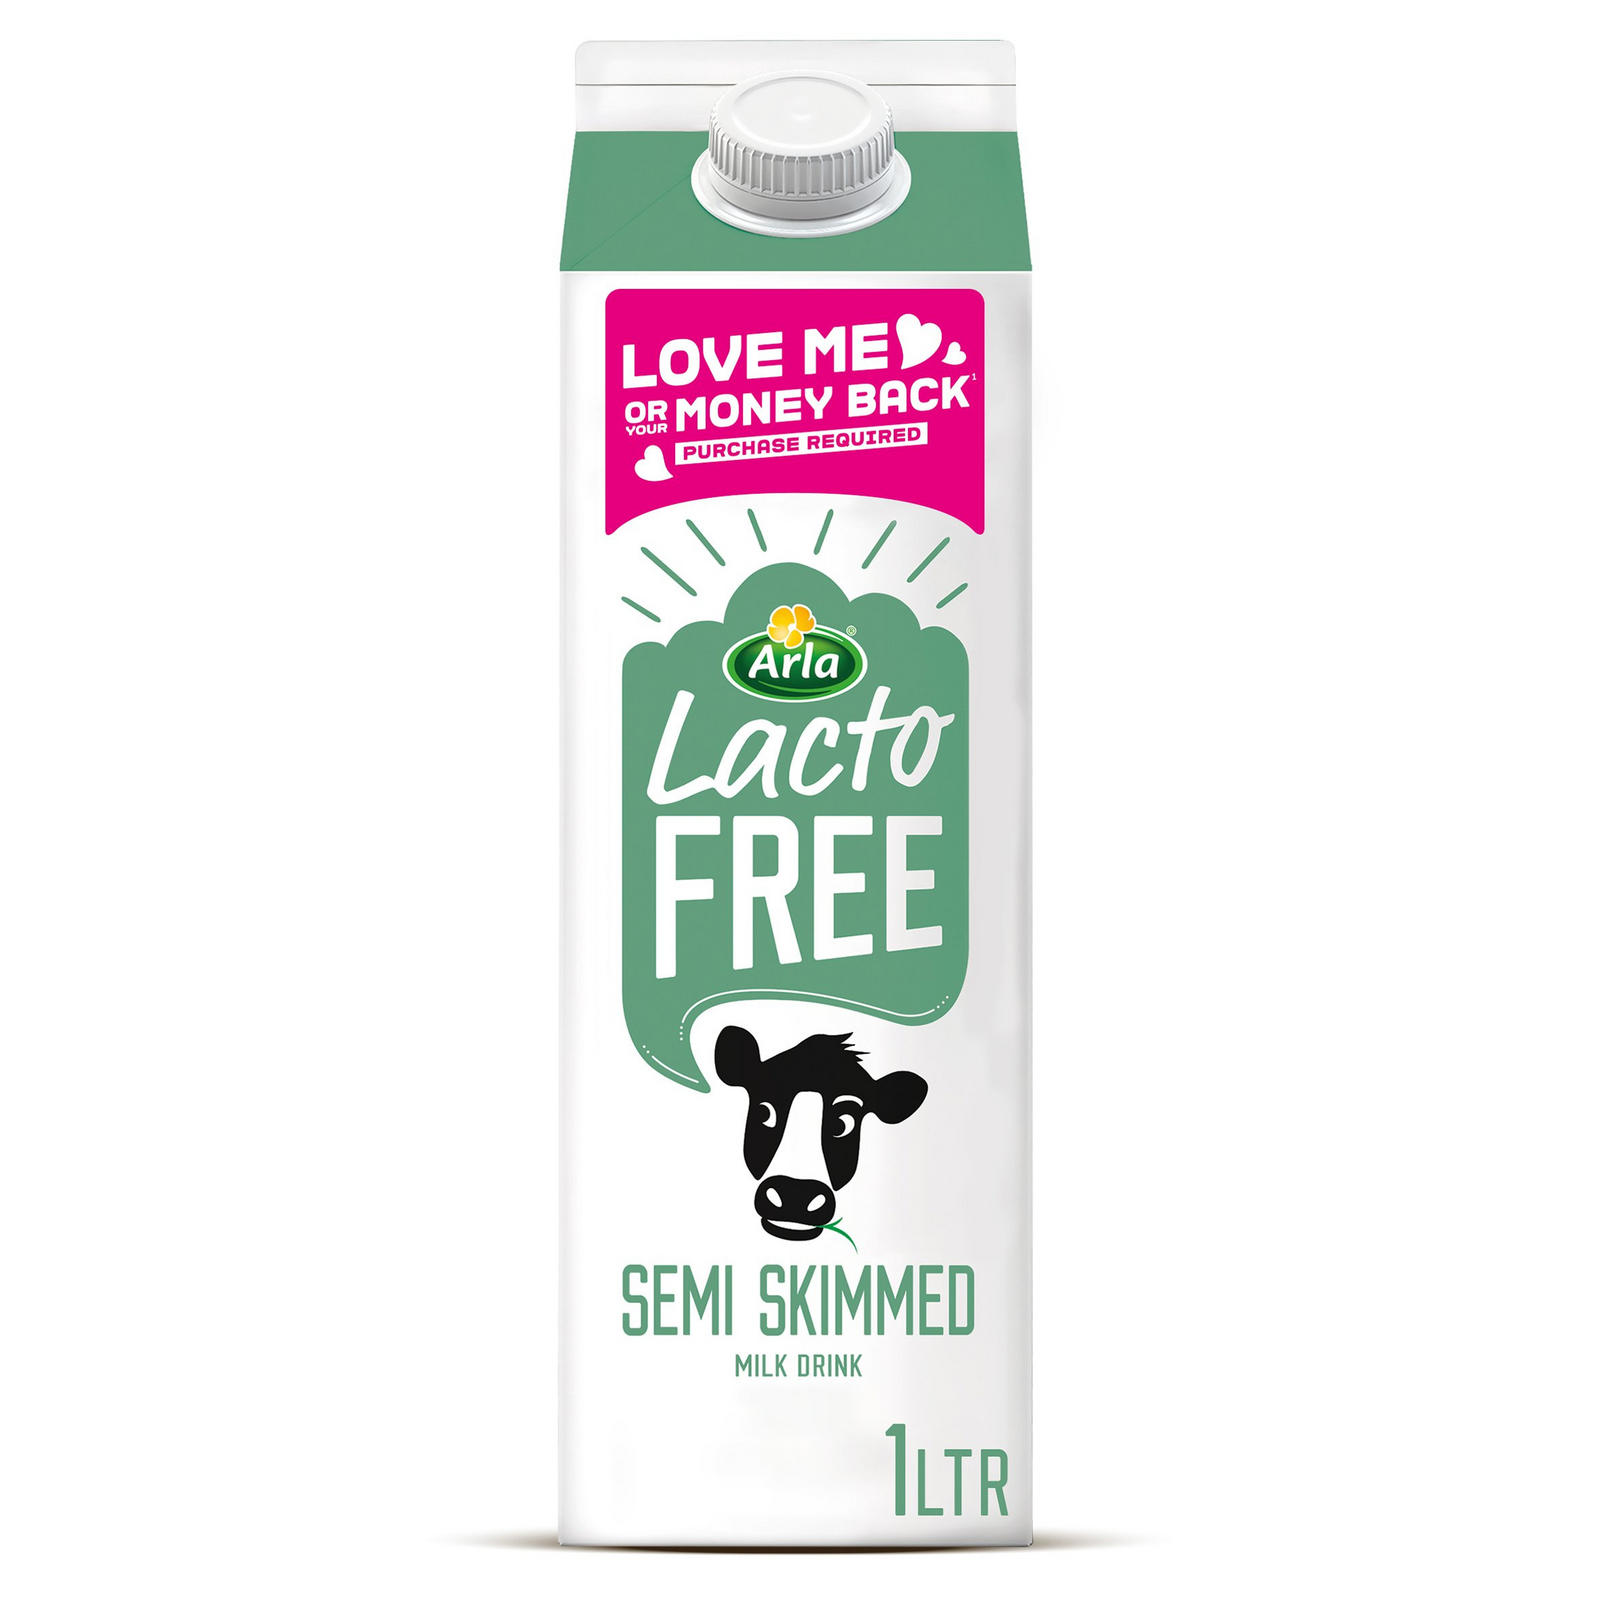 LOVE ME
OR YOUR MONEY BACK¹
PURCHASE REQUIRED
Arla®
Lacto
FREE
SEMI SKIMMED
MILK DRINK
1LTR